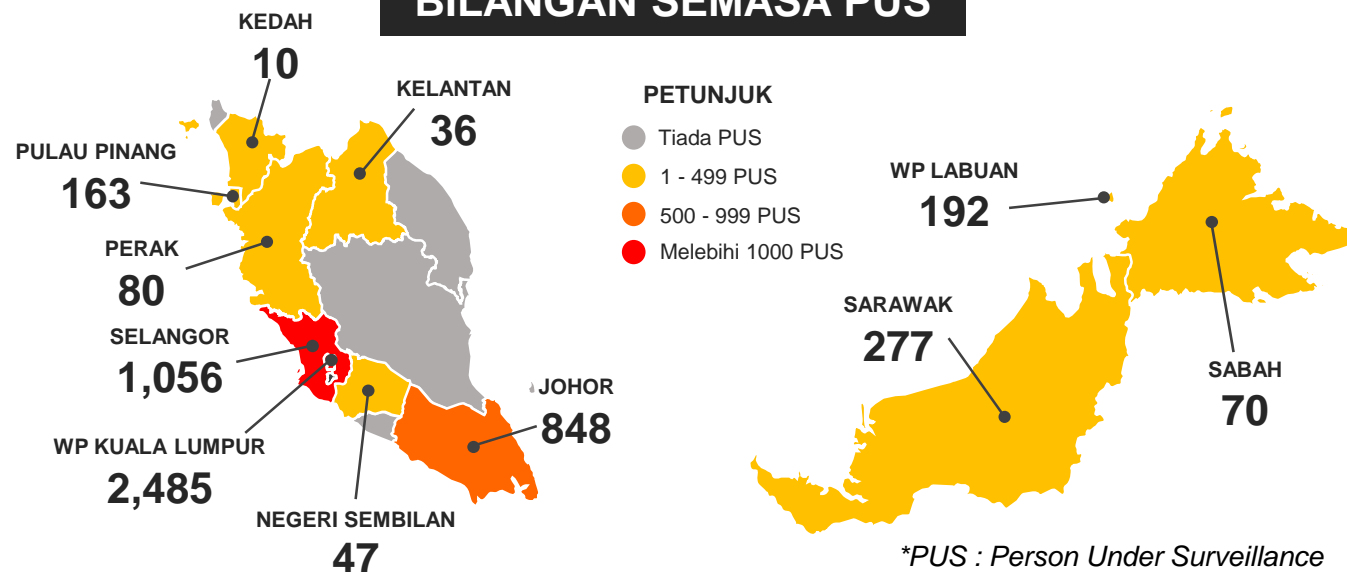 BILANGAN SEMASA PUS
KEDAH
10
KELANTAN
36
PULAU PINANG
163
PERAK
80
SELANGOR
1,056
WP KUALA LUMPUR
2,485
NEGERI SEMBILAN
47
JOHOR
848
PETUNJUK
Tiada PUS
1 - 499 PUS
500 - 999 PUS
Melebihi 1000 PUS
WP LABUAN
192
SARAWAK
277
SABAH
70
*PUS : Person Under Surveillance